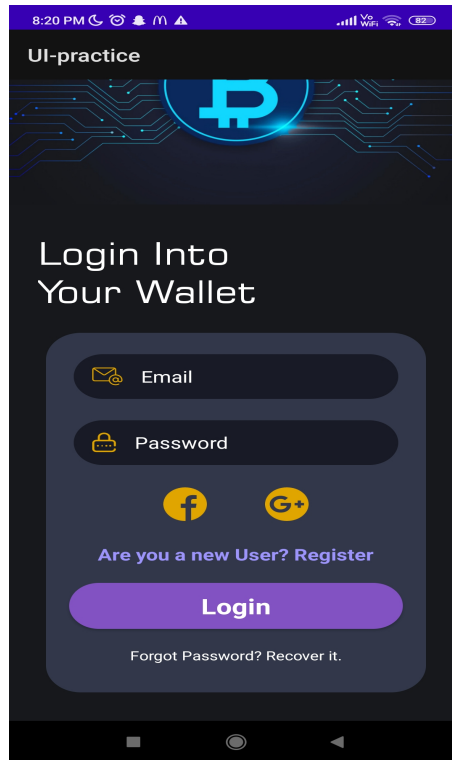 8:20 PM
Vo
WiFi
82
UI-practice
Login Into
Your Wallet
Email
Password
G+
Are you a new User? Register
Login
Forgot Password? Recover it.